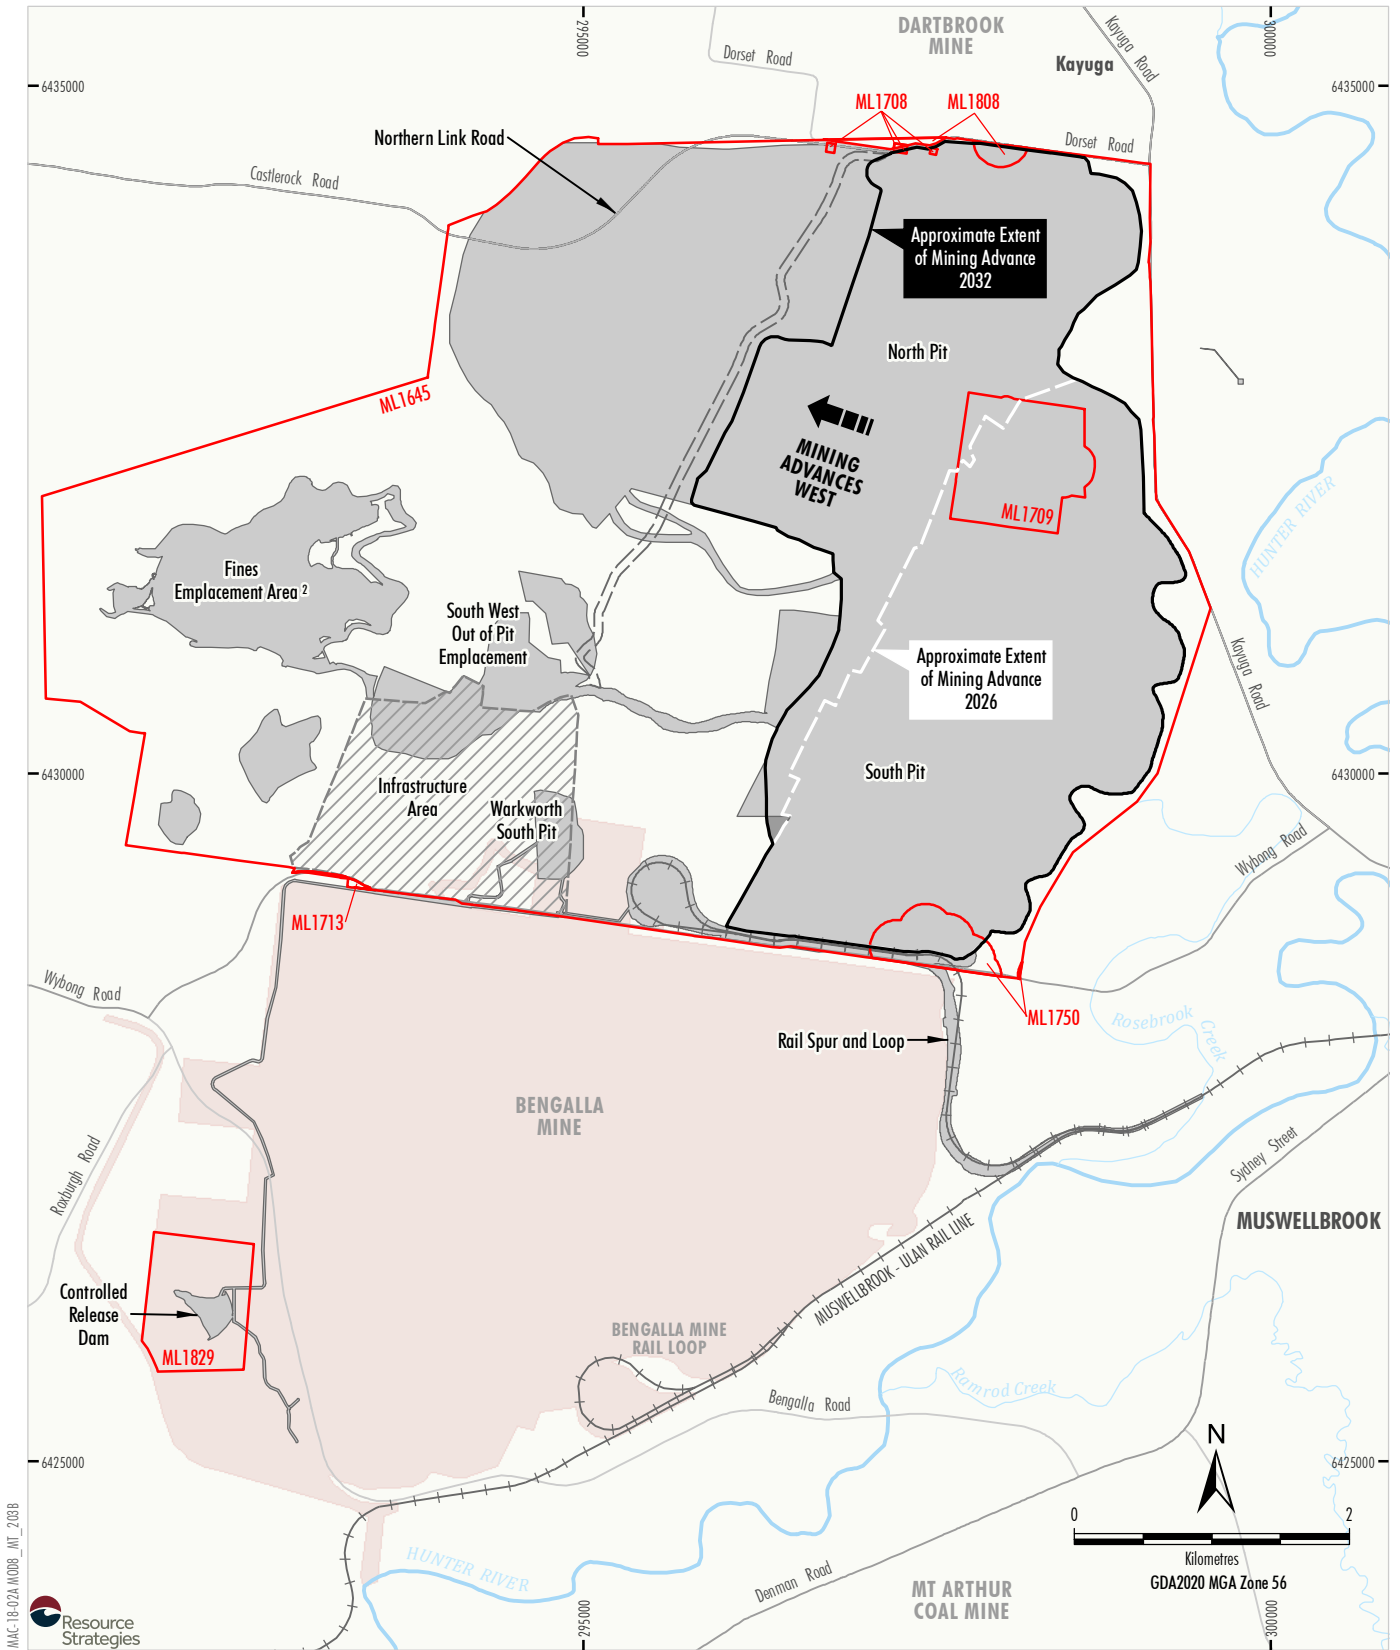 295000
300000
DARTBROOK
MINE
Dorset Road
Kayuga
Kayuga Road
6435000
6435000
ML1708
ML1808
Northern Link Road
Dorset Road
Castlerock Road
Approximate Extent
of Mining Advance
2032
North Pit
ML1645
MINING
ADVANCES
WEST
ML1709
HUNTER RIVER
Fines
Emplacement Area 2
South West
Out of Pit
Emplacement
Approximate Extent
of Mining Advance
2026
Kayuga Road
6430000
6430000
South Pit
Infrastructure
Area
Warkworth
South Pit
Wybong Road
ML1713
Wybong Road
ML1750
Rosebrook Creek
Rail Spur and Loop
BENGALLA
MINE
Roxburgh Road
Sydney Street
MUSWELLBROOK
MUSWELLBROOK - ULAN RAIL LINE
Controlled
Release
Dam
ML1829
BENGALLA MINE
RAIL LOOP
Ramrod Creek
Bengalla Road
N
6425000
6425000
0 2
Kilometres
GDA2020 MGA Zone 56
HUNTER RIVER
Denman Road
MT ARTHUR
COAL MINE
295000
300000
MAC-18-02A MOD8_MT_203B
Resource
Strategies